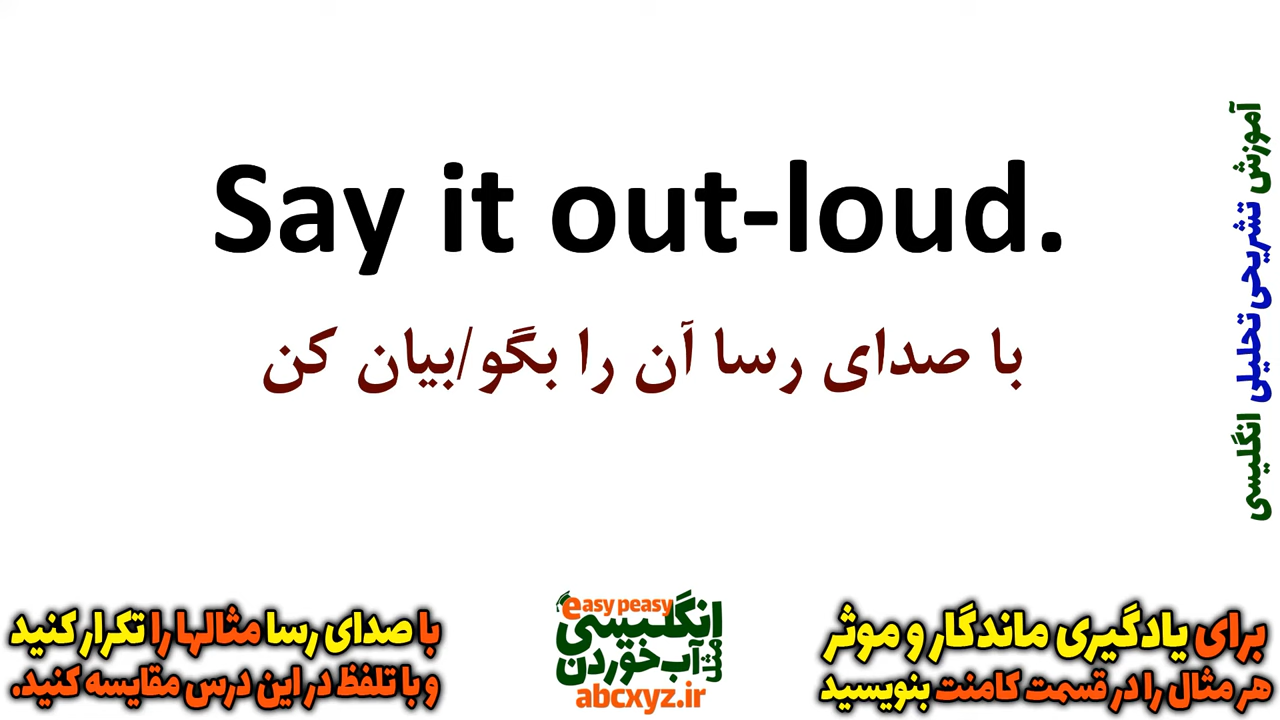 Say it out-loud.
با صدای رسا آن را بگو/بیان کن
آموزش تشریحی تحلیلی انگلیسی
برای یادگیری ماندگار و موثر
هر مثال را در قسمت کامنت بنویسید
easy peasy
انگلیسی
مثل آب خوردن
abcxyz.ir
با صدای رسا مثالها را تکرار کنید
و با تلفظ در این درس مقایسه کنید.